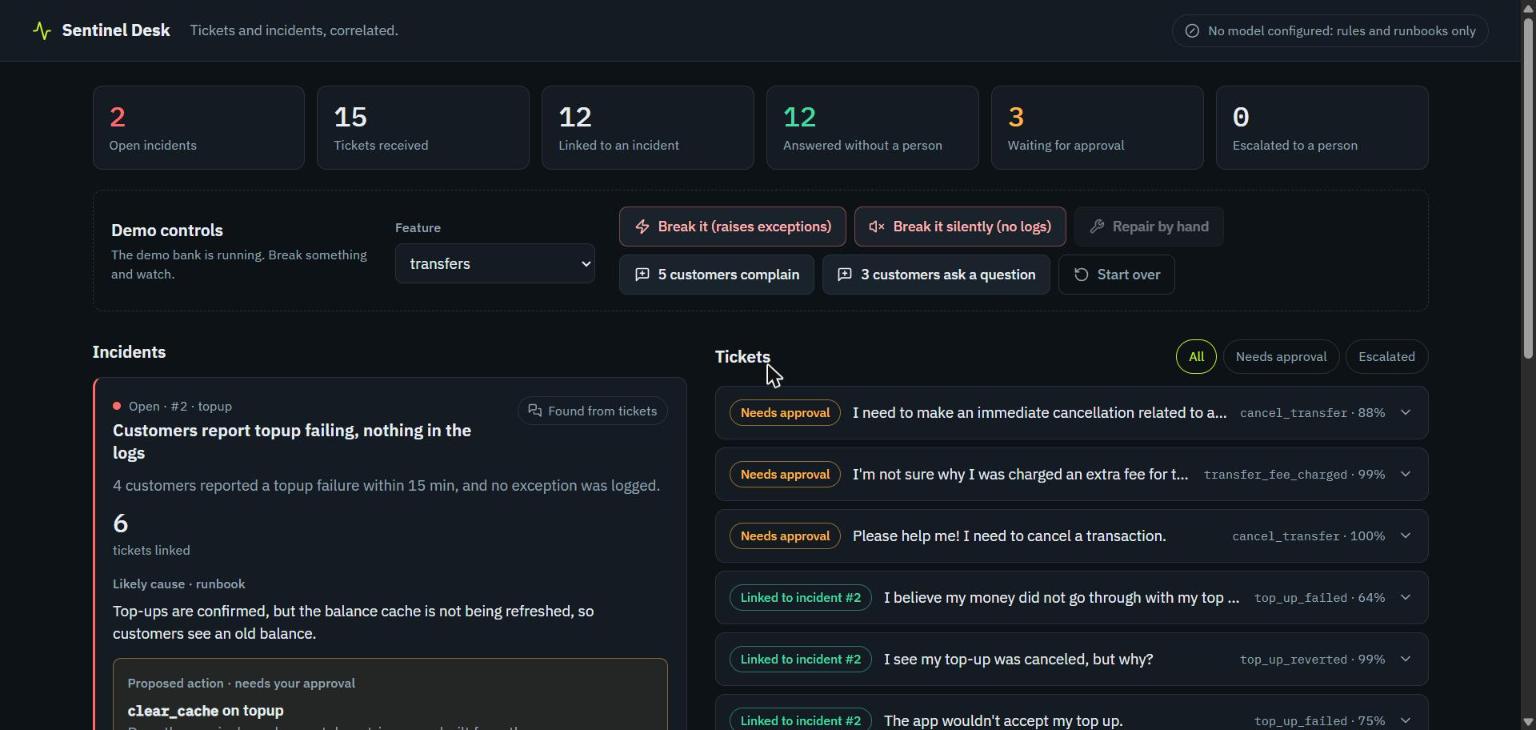 Sentinel Desk
Tickets and incidents, correlated.
No model configured: rules and runbooks only
2
Open incidents
15
Tickets received
12
Linked to an incident
12
Answered without a person
3
Waiting for approval
0
Escalated to a person
Demo controls
The demo bank is running. Break something
and watch.
Feature
transfers
Break it (raises exceptions)
Break it silently (no logs)
Repair by hand
5 customers complain
3 customers ask a question
Start over
Incidents
Open · #2 · topup
Found from tickets
Customers report topup failing, nothing in the
logs
4 customers reported a topup failure within 15 min, and no exception was logged.
6
tickets linked
Likely cause · runbook
Top-ups are confirmed, but the balance cache is not being refreshed, so
customers see an old balance.
Proposed action · needs your approval
clear_cache on topup
Tickets
All
Needs approval
Escalated
Needs approval I need to make an immediate cancellation related to a... cancel_transfer · 88%
Needs approval I'm not sure why I was charged an extra fee for t... transfer_fee_charged · 99%
Needs approval Please help me! I need to cancel a transaction. cancel_transfer · 100%
Linked to incident #2 I believe my money did not go through with my top ... top_up_failed · 64%
Linked to incident #2 I see my top-up was canceled, but why? top_up_reverted · 99%
Linked to incident #2 The app wouldn't accept my top up. top_up_failed · 75%